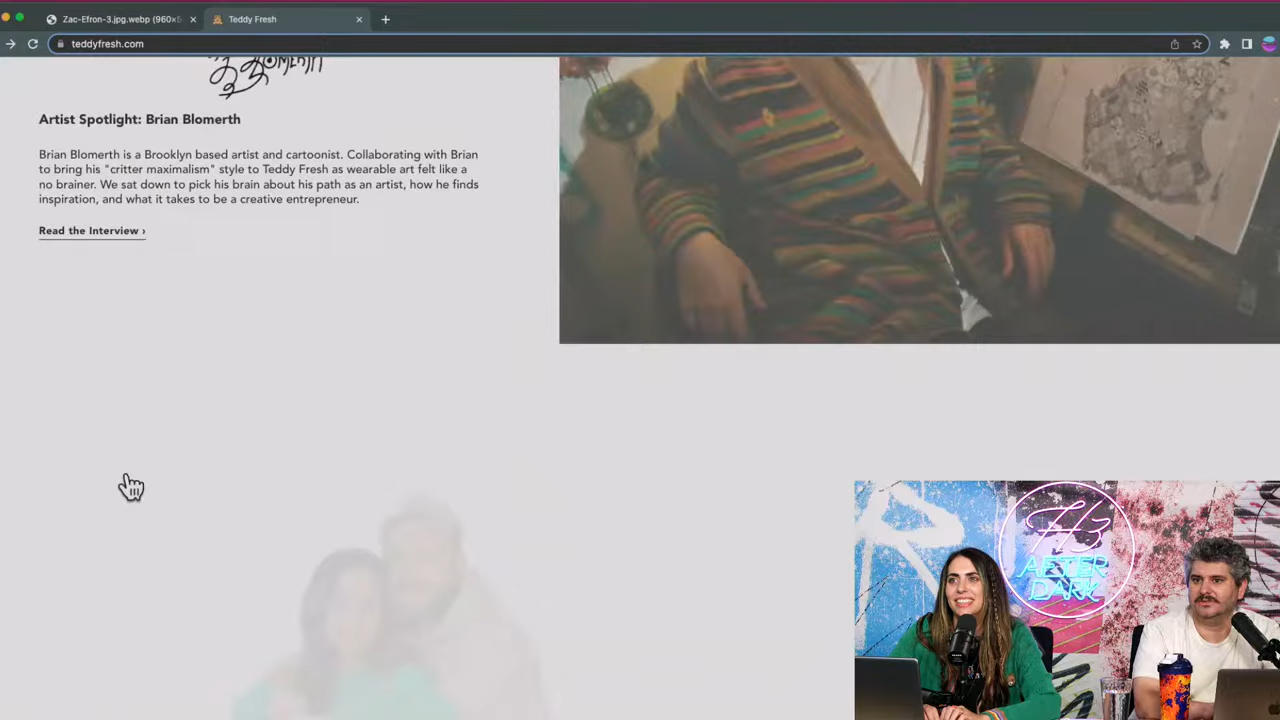 Zac-Efron-3.jpg.webp (960×5
Teddy Fresh
teddyfresh.com
Artist Spotlight: Brian Blomerth
Brian Blomerth is a Brooklyn based artist and cartoonist. Collaborating with Brian
to bring his "critter maximalism" style to Teddy Fresh as wearable art felt like a
no brainer. We sat down to pick his brain about his path as an artist, how he finds
inspiration, and what it takes to be a creative entrepreneur.
Read the Interview ›
H3
AFTER
DARK